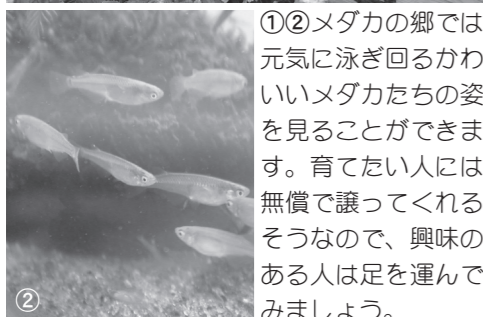 ①②メダカの郷では
元気に泳ぎ回るかわ
いいメダカたちの姿
を見ることができま
す。育てたい人には
無償で譲ってくれる
そうなので、興味の
ある人は足を運んで
みましょう。
②